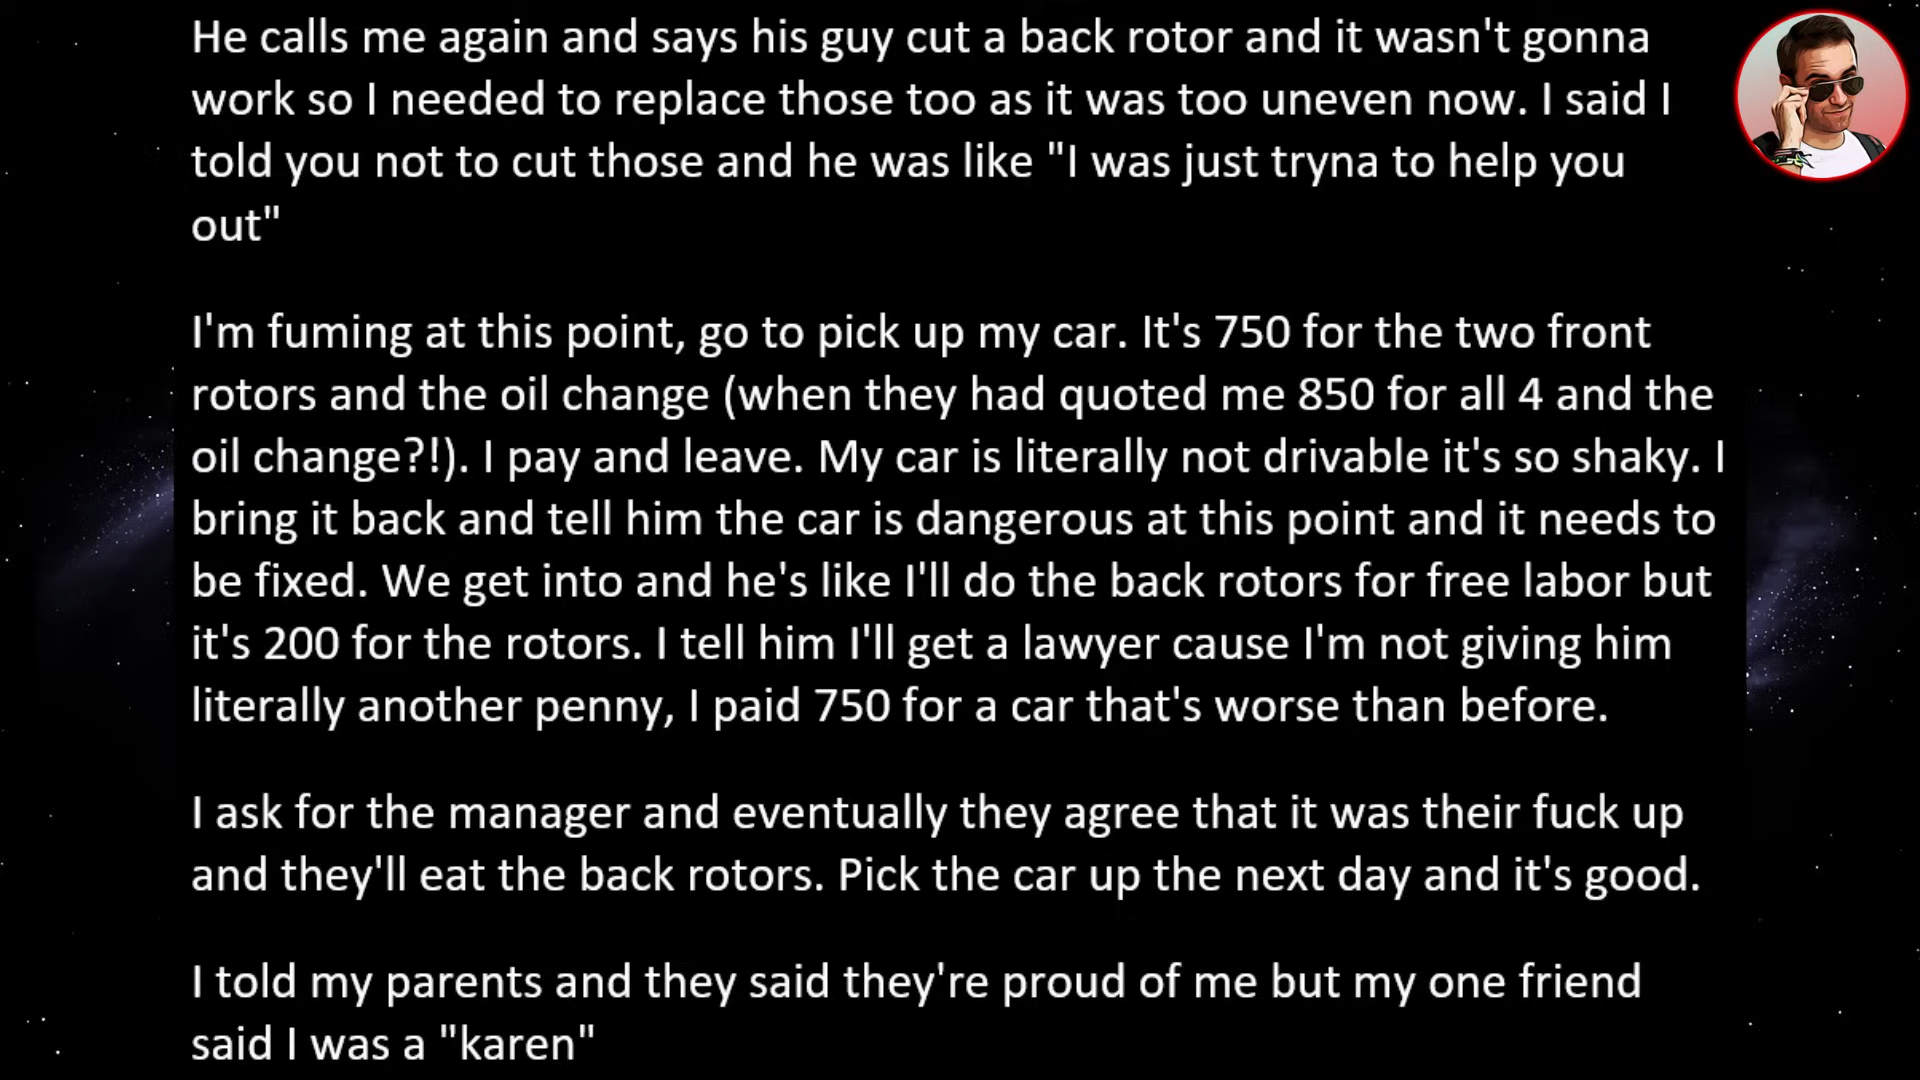 He calls me again and says his guy cut a back rotor and it wasn't gonna
work so I needed to replace those too as it was too uneven now. I said I
told you not to cut those and he was like "I was just tryna to help you
out"
I'm fuming at this point, go to pick up my car. It's 750 for the two front
rotors and the oil change (when they had quoted me 850 for all 4 and the
oil change?!). I pay and leave. My car is literally not drivable it's so shaky. I
bring it back and tell him the car is dangerous at this point and it needs to
be fixed. We get into and he's like I'll do the back rotors for free labor but
it's 200 for the rotors. I tell him I'll get a lawyer cause I'm not giving him
literally another penny, I paid 750 for a car that's worse than before.
I ask for the manager and eventually they agree that it was their fuck up
and they'll eat the back rotors. Pick the car up the next day and it's good.
I told my parents and they said they're proud of me but my one friend
said I was a "karen"